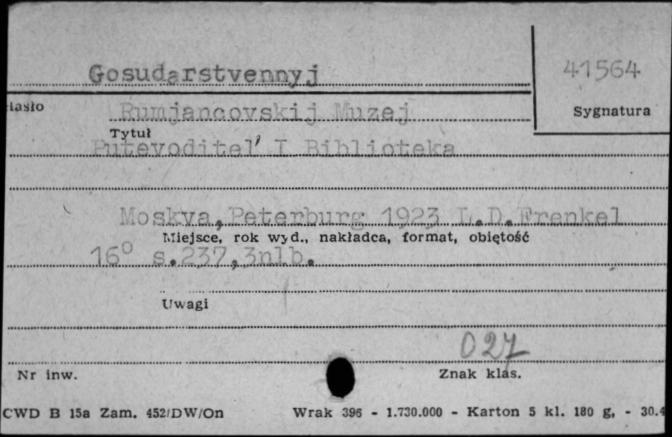 Gosudarstvennyj
41564
Hasło
Rumjancovskij Muzej
Sygnatura
Tytuł
Putevoditel' I Biblioteka
Moskva, Peterburg 1923 L.D.Frenkel
Miejsce, rok wyd., nakładca, format, objętość
16° s.237,3nlb.
Uwagi
027
Nr inw.
Znak klas.
CWD B 15a Zam. 452/DW/On Wrak 396 - 1.730.000 - Karton 5 kl. 180 g, - 30.4